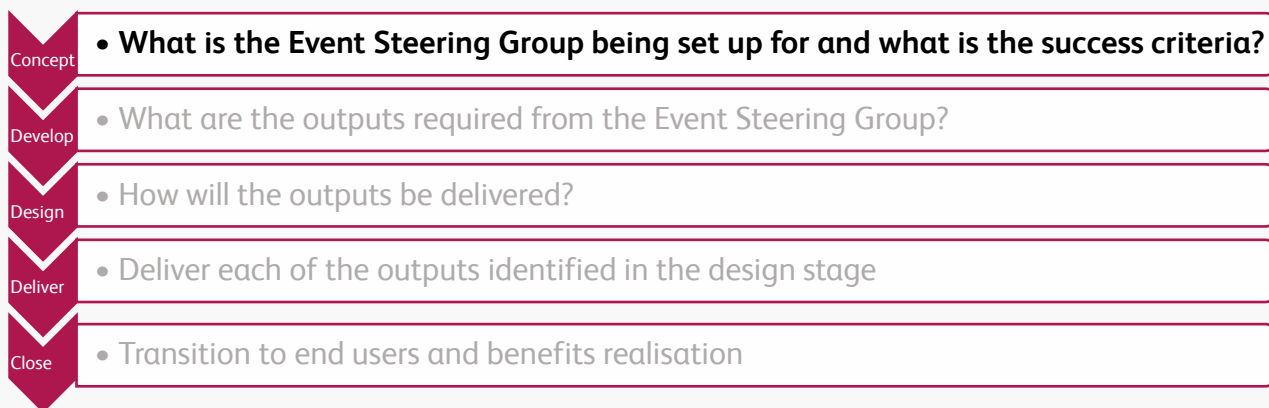 Concept
• What is the Event Steering Group being set up for and what is the success criteria?
Develop
• What are the outputs required from the Event Steering Group?
Design
• How will the outputs be delivered?
Deliver
• Deliver each of the outputs identified in the design stage
Close
• Transition to end users and benefits realisation